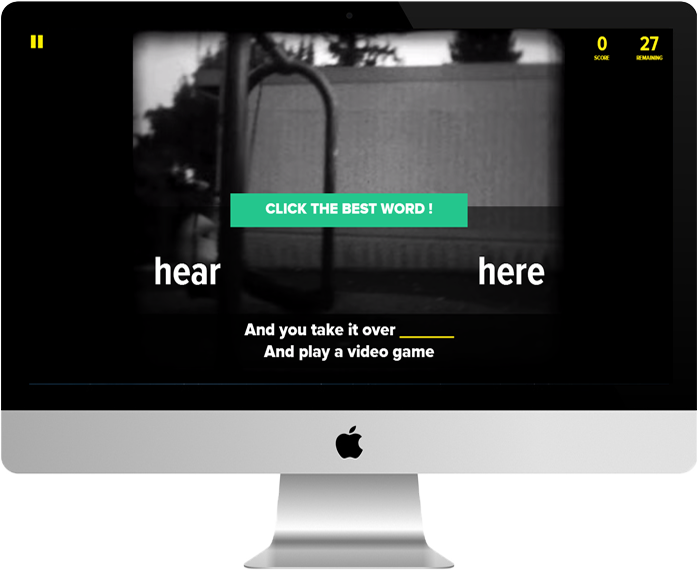 0
27
SCORE
REMAINING
CLICK THE BEST WORD !
hear
here
And you take it over ______
And play a video game